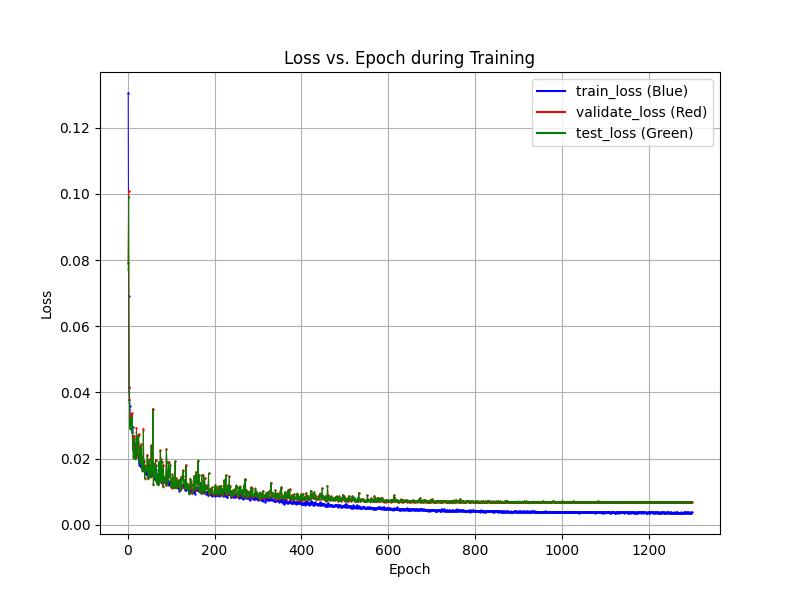 Loss vs. Epoch during Training
train_loss (Blue)
validate_loss (Red)
test_loss (Green)
Loss
0.12
0.10
0.08
0.06
0.04
0.02
0.00
0 200 400 600 800 1000 1200
Epoch